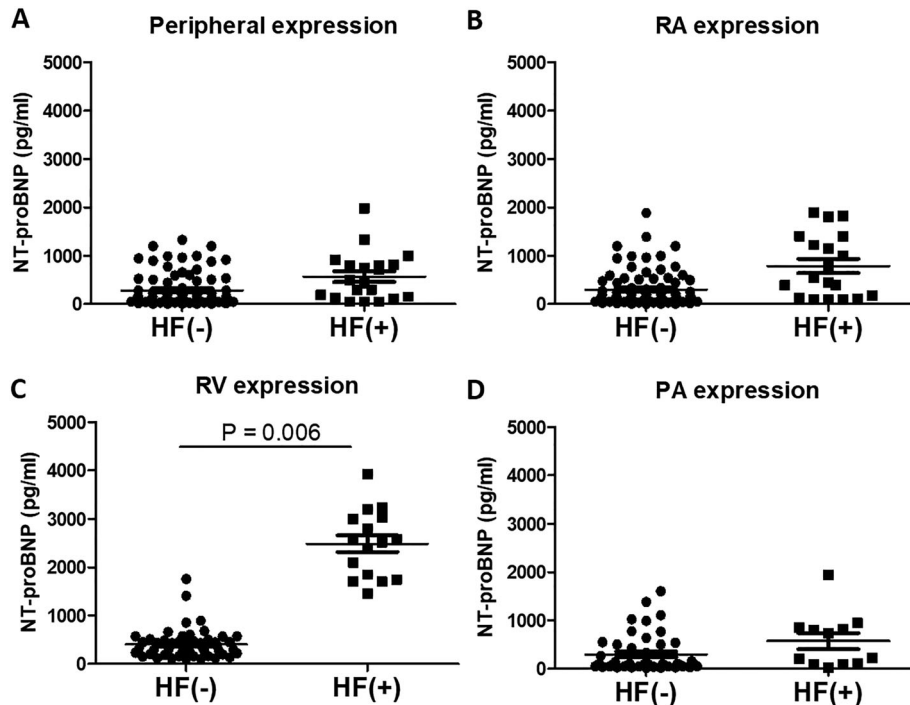 A
Peripheral expression
NT-proBNP (pg/ml)
5000
4000
3000
2000
1000
0
HF(-)
HF(+)
B
RA expression
NT-proBNP (pg/ml)
5000
4000
3000
2000
1000
0
HF(-)
HF(+)
C
RV expression
NT-proBNP (pg/ml)
5000
4000
3000
2000
1000
0
P = 0.006
HF(-)
HF(+)
D
PA expression
NT-proBNP (pg/ml)
5000
4000
3000
2000
1000
0
HF(-)
HF(+)